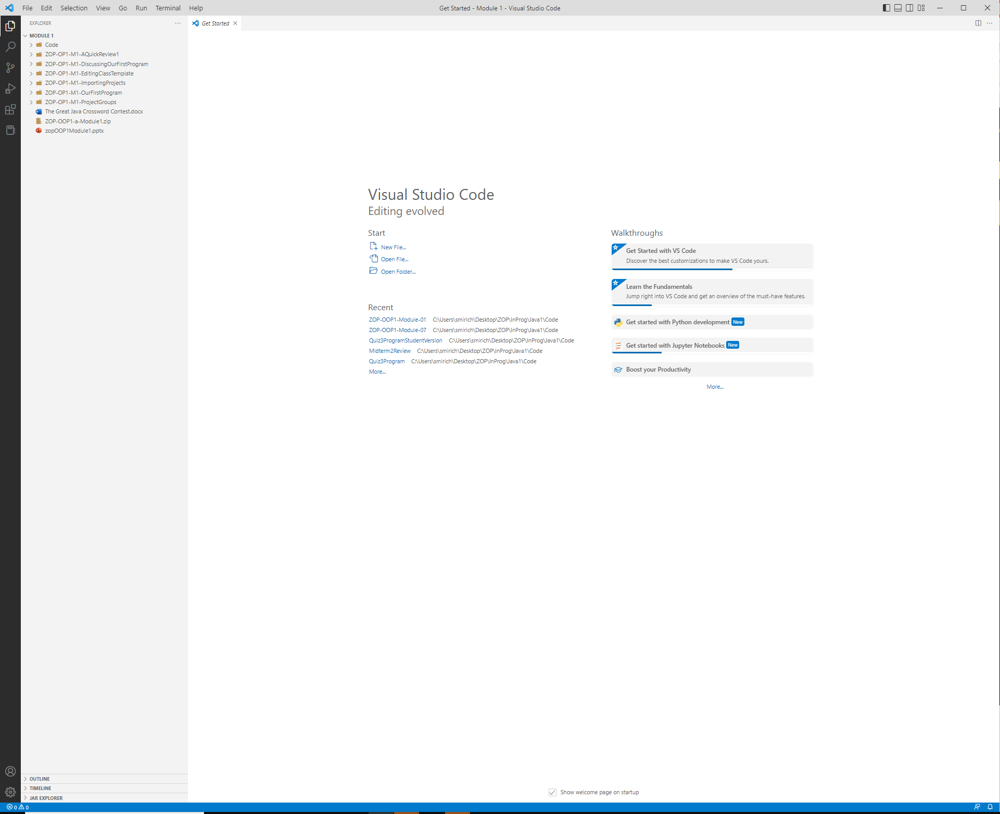 File Edit Selection View Go Run Terminal Help
Get Started - Module 1 - Visual Studio Code
EXPLORER
Get Started
MODULE 1
Code
ZOP-OP1-M1-AQuickReview1
ZOP-OP1-M1-DiscussingOurFirstProgram
ZOP-OP1-M1-EditingClassTemplate
ZOP-OP1-M1-ImportingProjects
ZOP-OP1-M1-OurFirstProgram
ZOP-OP1-M1-ProjectGroups
The Great Java Crossword Contest.docx
ZOP-OOP1-a-Module1.zip
zopOOP1Module1.pptx
Visual Studio Code
Editing evolved
Start
New File...
Open File...
Open Folder...
Recent
ZOP-OOP1-Module-01 C:\Users\smirich\Desktop\ZOP\InProg\Java1\Code
ZOP-OOP1-Module-07 C:\Users\smirich\Desktop\ZOP\InProg\Java1\Code
Quiz3ProgramStudentVersion C:\Users\smirich\Desktop\ZOP\InProg\Java1\Code
Midterm2Review C:\Users\smirich\Desktop\ZOP\InProg\Java1\Code
Quiz3Program C:\Users\smirich\Desktop\ZOP\InProg\Java1\Code
More...
Walkthroughs
Get Started with VS Code
Discover the best customizations to make VS Code yours.
Learn the Fundamentals
Jump right into VS Code and get an overview of the must-have features.
Get started with Python development New
Get started with Jupyter Notebooks New
Boost your Productivity
More...
OUTLINE
TIMELINE
JAR EXPLORER
Show welcome page on startup
0 0